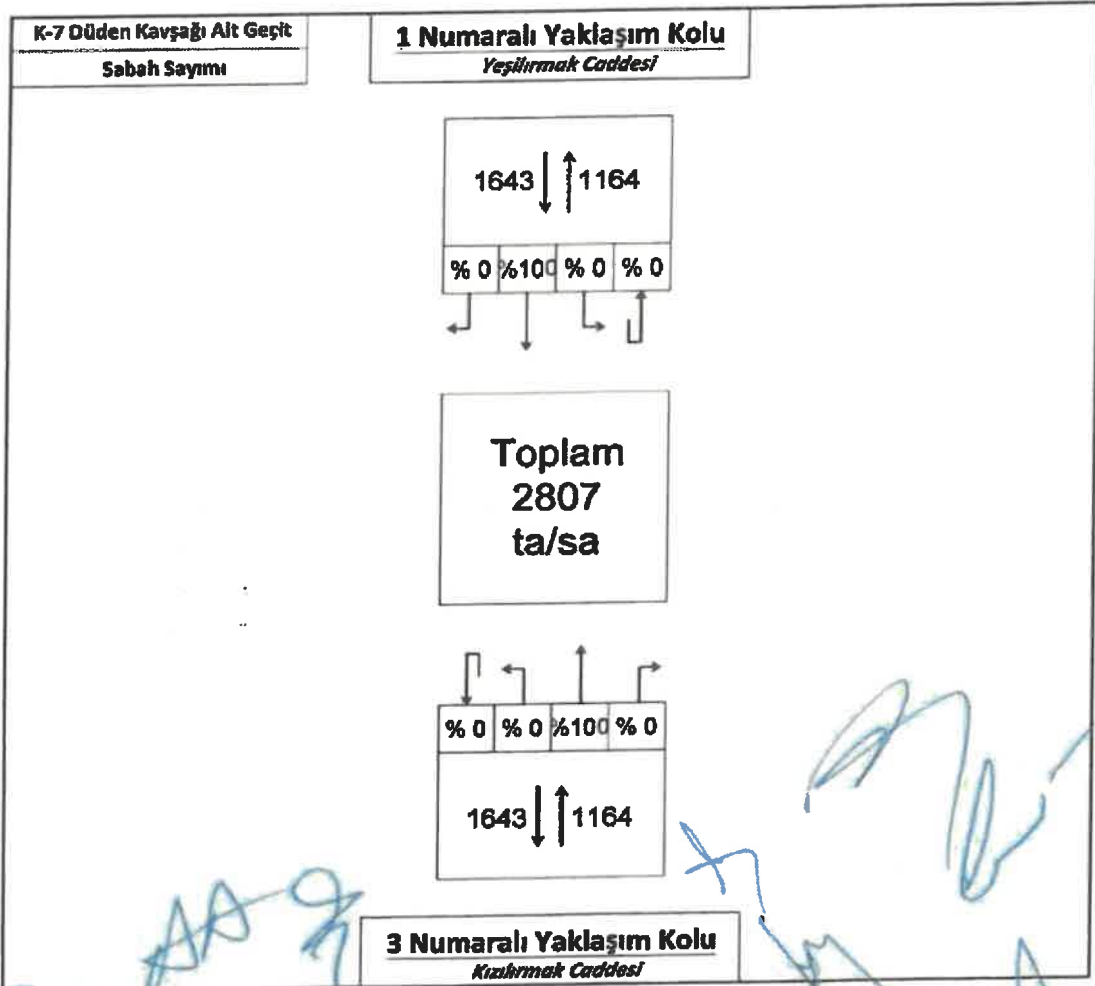 K-7 Düden Kavşağı Alt Geçit
Sabah Sayımı
1 Numaralı Yaklaşım Kolu
Yeşilırmak Caddesi
1643 1164
% 0 %100 % 0 % 0
Toplam
2807
ta/sa
% 0 % 0 %100 % 0
1643 1164
3 Numaralı Yaklaşım Kolu
Kızılırmak Caddesi